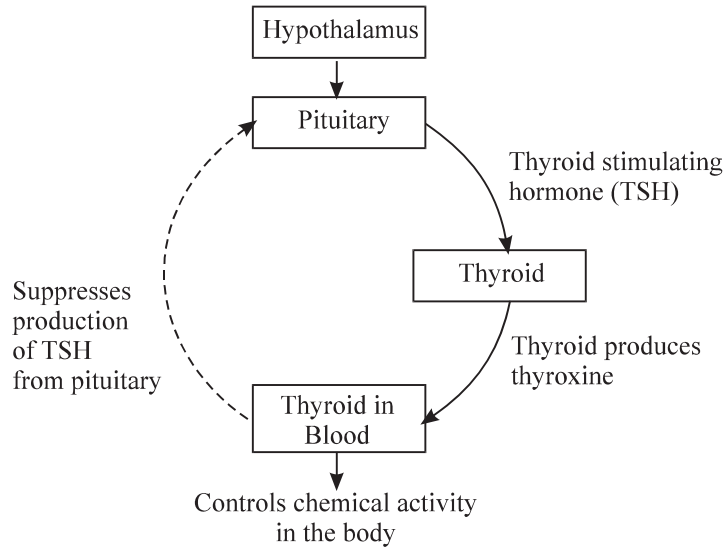 Hypothalamus
Pituitary
Thyroid stimulating
hormone (TSH)
Thyroid
Suppresses
production
of TSH
from pituitary
Thyroid produces
thyroxine
Thyroid in
Blood
Controls chemical activity
in the body